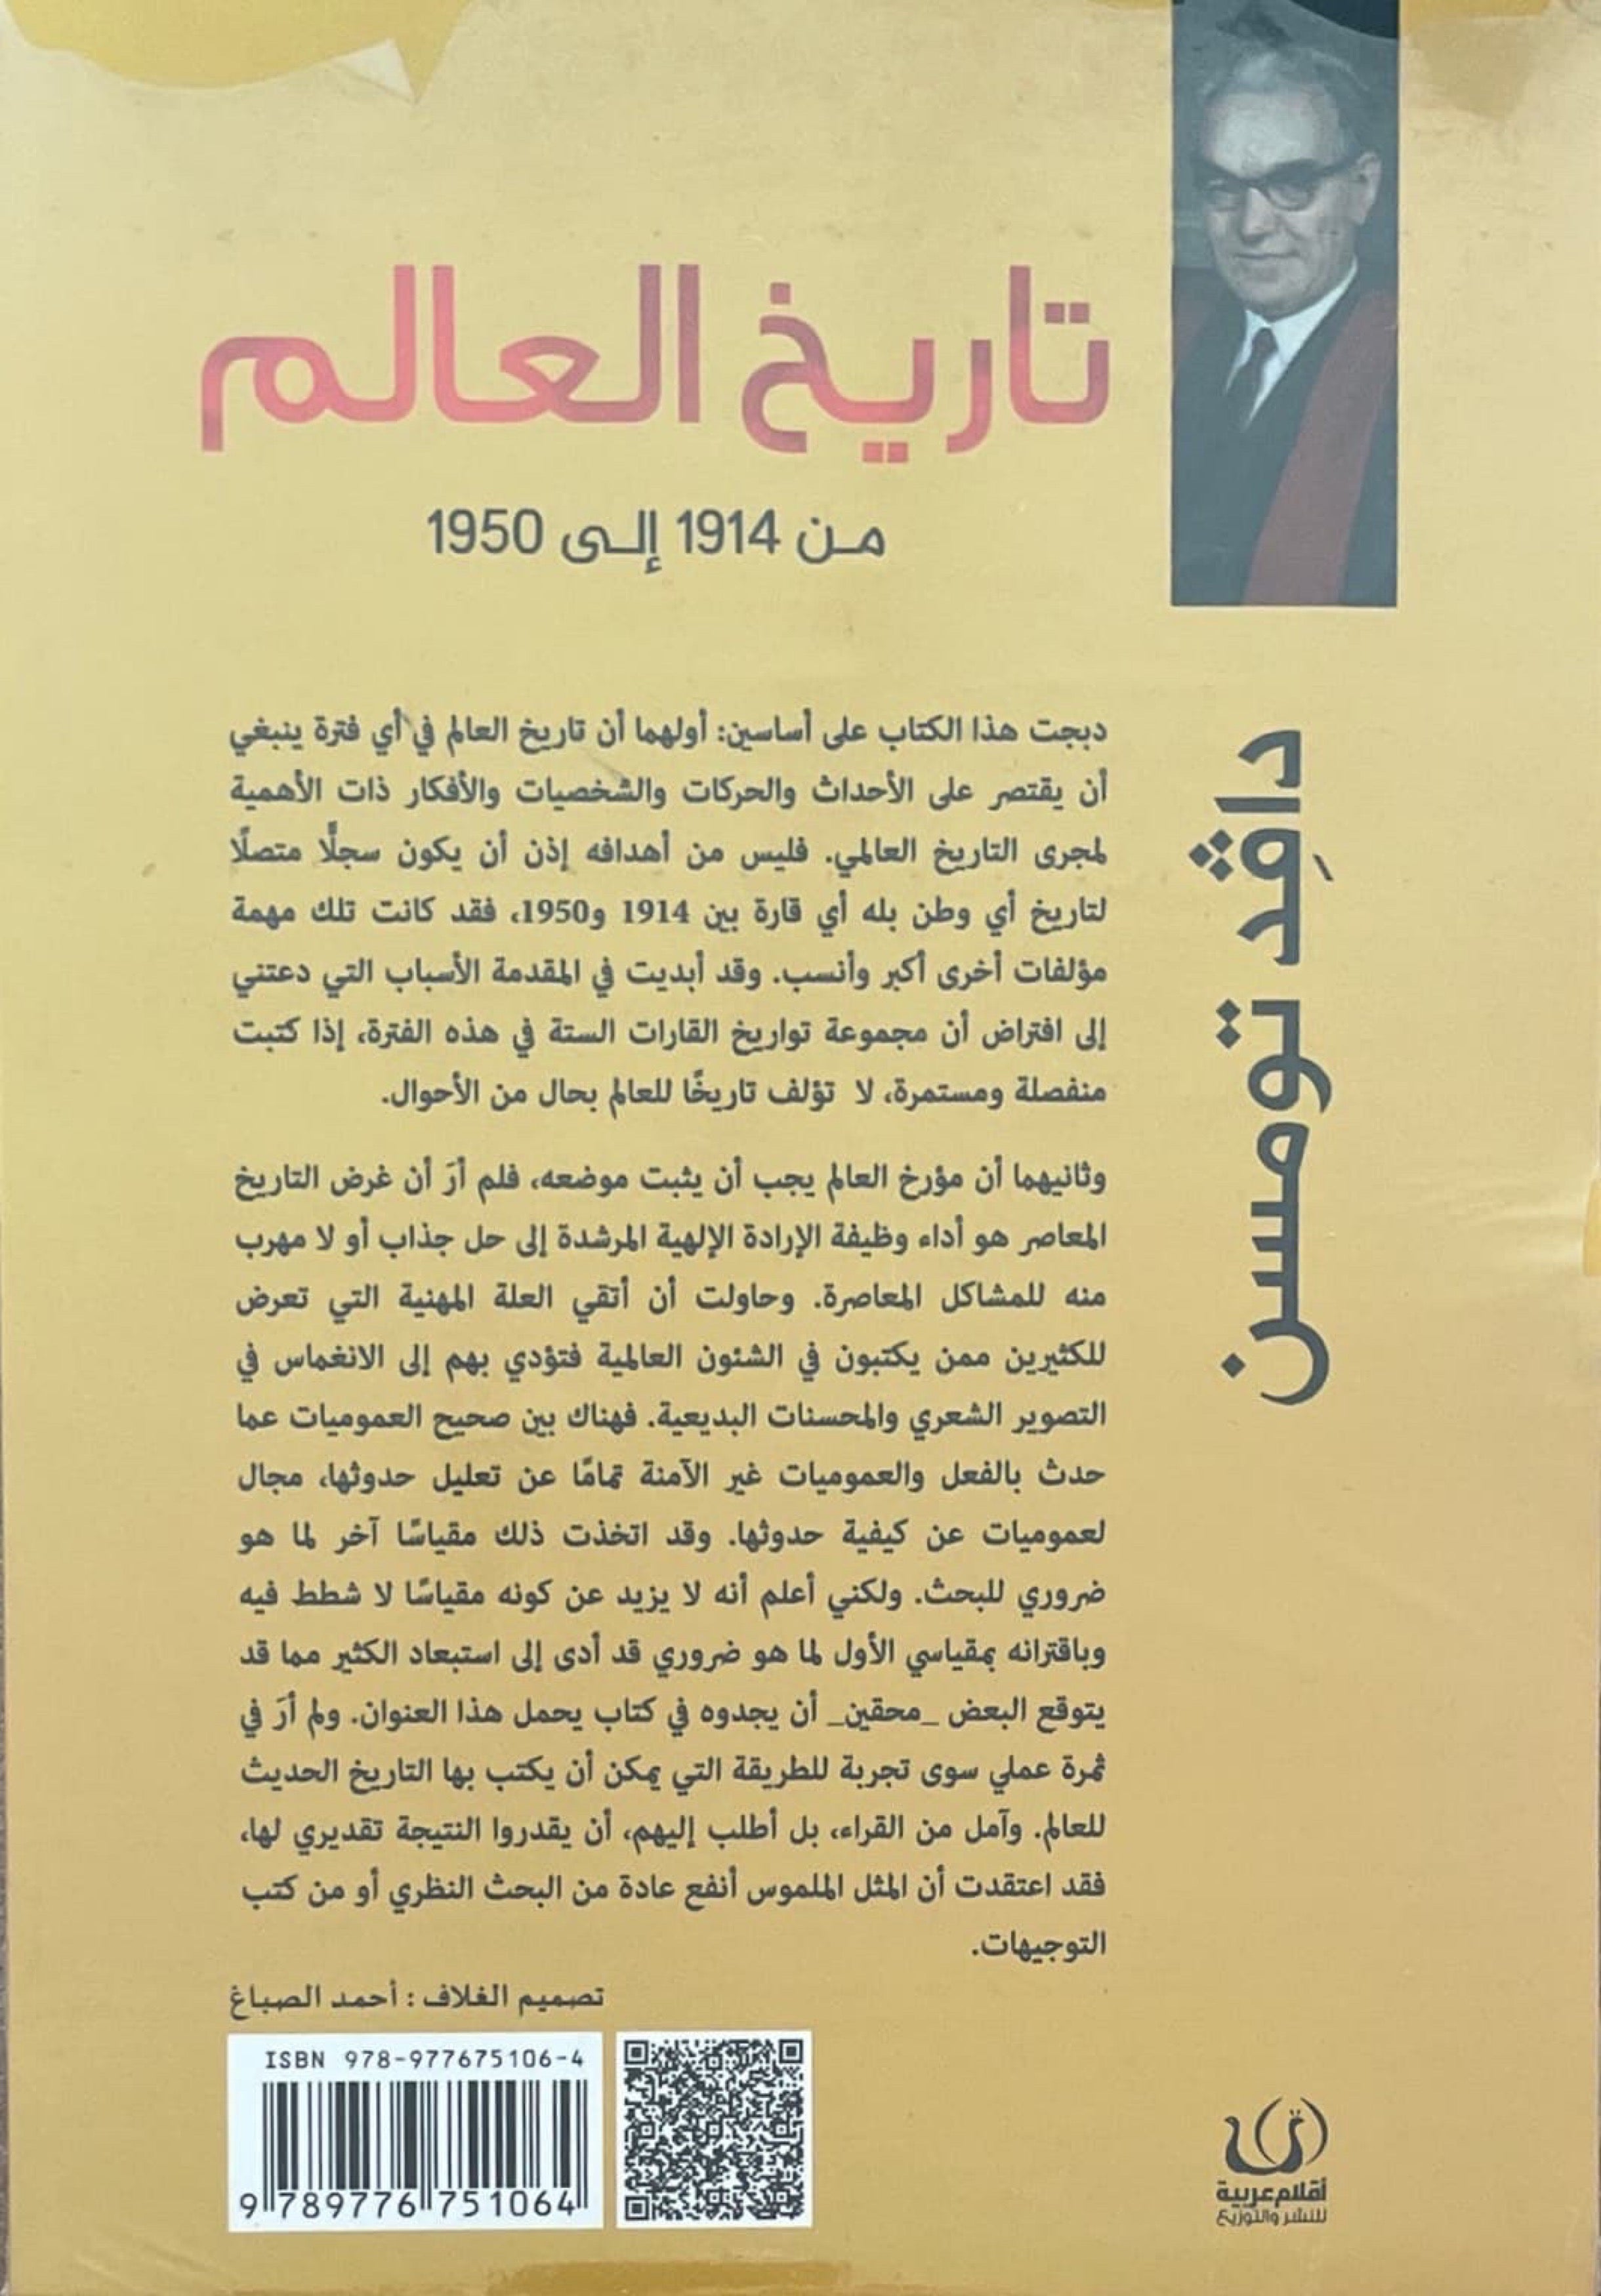 تاريخ العالم
من 1914 إلى 1950
داڤِد تومسن
دبجت هذا الكتاب على أساسين: أولهما أن تاريخ العالم في أي فترة ينبغي
أن يقتصر على الأحداث والحركات والشخصيات والأفكار ذات الأهمية
لمجرى التاريخ العالمي. فليس من أهدافه إذن أن يكون سجلًّا متصلًا
لتاريخ أي وطن بله أي قارة بين 1914 و1950، فقد كانت تلك مهمة
مؤلفات أخرى أكبر وأنسب. وقد أبديت في المقدمة الأسباب التي دعتني
إلى افتراض أن مجموعة تواريخ القارات الستة في هذه الفترة، إذا كتبت
منفصلة ومستمرة، لا تؤلف تاريخًا للعالم بحال من الأحوال.
وثانيهما أن مؤرخ العالم يجب أن يثبت موضعه، فلم أرَ أن غرض التاريخ
المعاصر هو أداء وظيفة الإرادة الإلهية المرشدة إلى حل جذاب أو لا مهرب
منه للمشاكل المعاصرة. وحاولت أن أتقي العلة المهنية التي تعرض
للكثيرين ممن يكتبون في الشئون العالمية فتؤدي بهم إلى الانغماس في
التصوير الشعري والمحسنات البديعية. فهناك بين صحيح العموميات عما
حدث بالفعل والعموميات غير الآمنة تمامًا عن تعليل حدوثها، مجال
لعموميات عن كيفية حدوثها. وقد اتخذت ذلك مقياسًا آخر لما هو
ضروري للبحث. ولكني أعلم أنه لا يزيد عن كونه مقياسًا لا شطط فيه
وباقترانه بمقياسي الأول لما هو ضروري قد أدى إلى استبعاد الكثير مما قد
يتوقع البعض _محقين_ أن يجدوه في كتاب يحمل هذا العنوان. ولم أرَ في
ثمرة عملي سوى تجربة للطريقة التي يمكن أن يكتب بها التاريخ الحديث
للعالم. وآمل من القراء، بل أطلب إليهم، أن يقدروا النتيجة تقديري لها،
فقد اعتقدت أن المثل الملموس أنفع عادة من البحث النظري أو من كتب
التوجيهات.
تصميم الغلاف : أحمد الصباغ
ISBN 978-977675106-4
9 789776 751064
أقلام عربية
للنشر والتوزيع